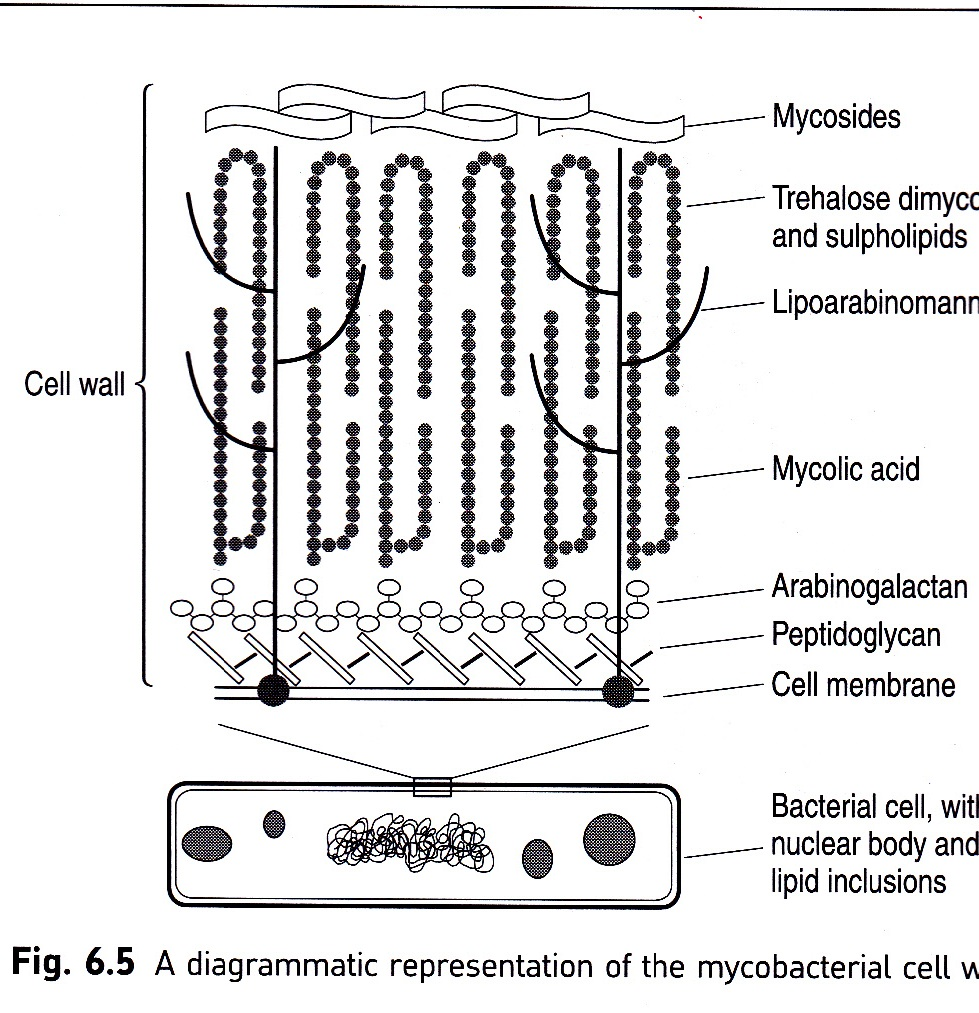 Mycosides
Trehalose dimyco
and sulpholipids
Lipoarabinomann
Cell wall
Mycolic acid
Arabinogalactan
Peptidoglycan
Cell membrane
Bacterial cell, with
nuclear body and
lipid inclusions
Fig. 6.5 A diagrammatic representation of the mycobacterial cell w